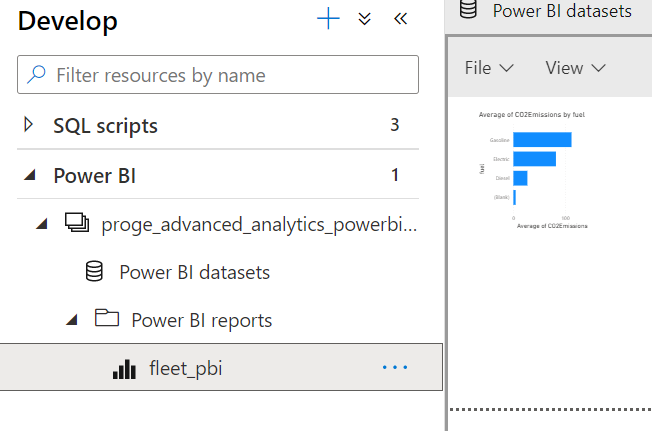 Develop
Filter resources by name
SQL scripts 3
Power BI 1
proge_advanced_analytics_powerbi...
Power BI datasets
Power BI reports
fleet_pbi
Power BI datasets
File View
Average of CO2Emissions by fuel
fuel
Gasoline
Electric
Diesel
(Blank)
0 100
Average of CO2Emissions